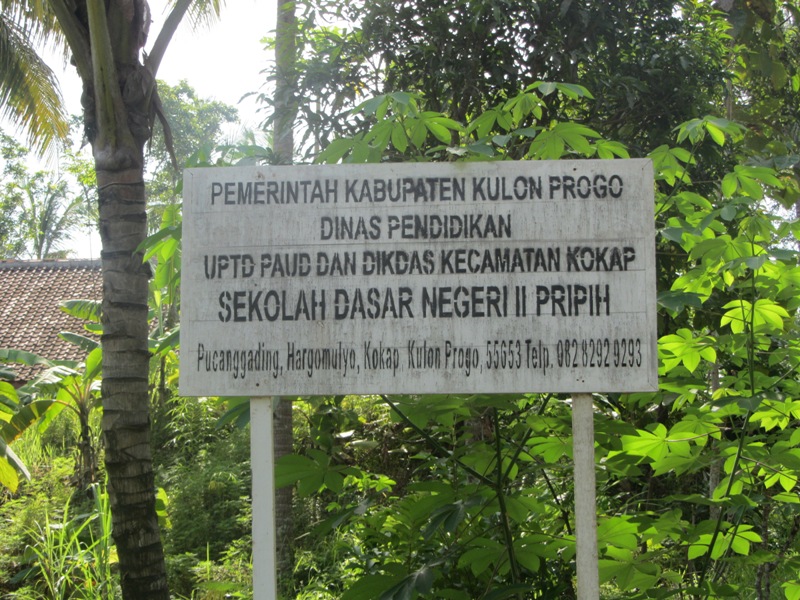 PEMERINTAH KABUPATEN KULON PROGO
DINAS PENDIDIKAN
UPTD PAUD DAN DIKDAS KECAMATAN KOKAP
SEKOLAH DASAR NEGERI II PRIPIH
Pucanggading, Hargomulyo, Kokap, Kulon Progo, 55653 Telp. 082 8292 9293